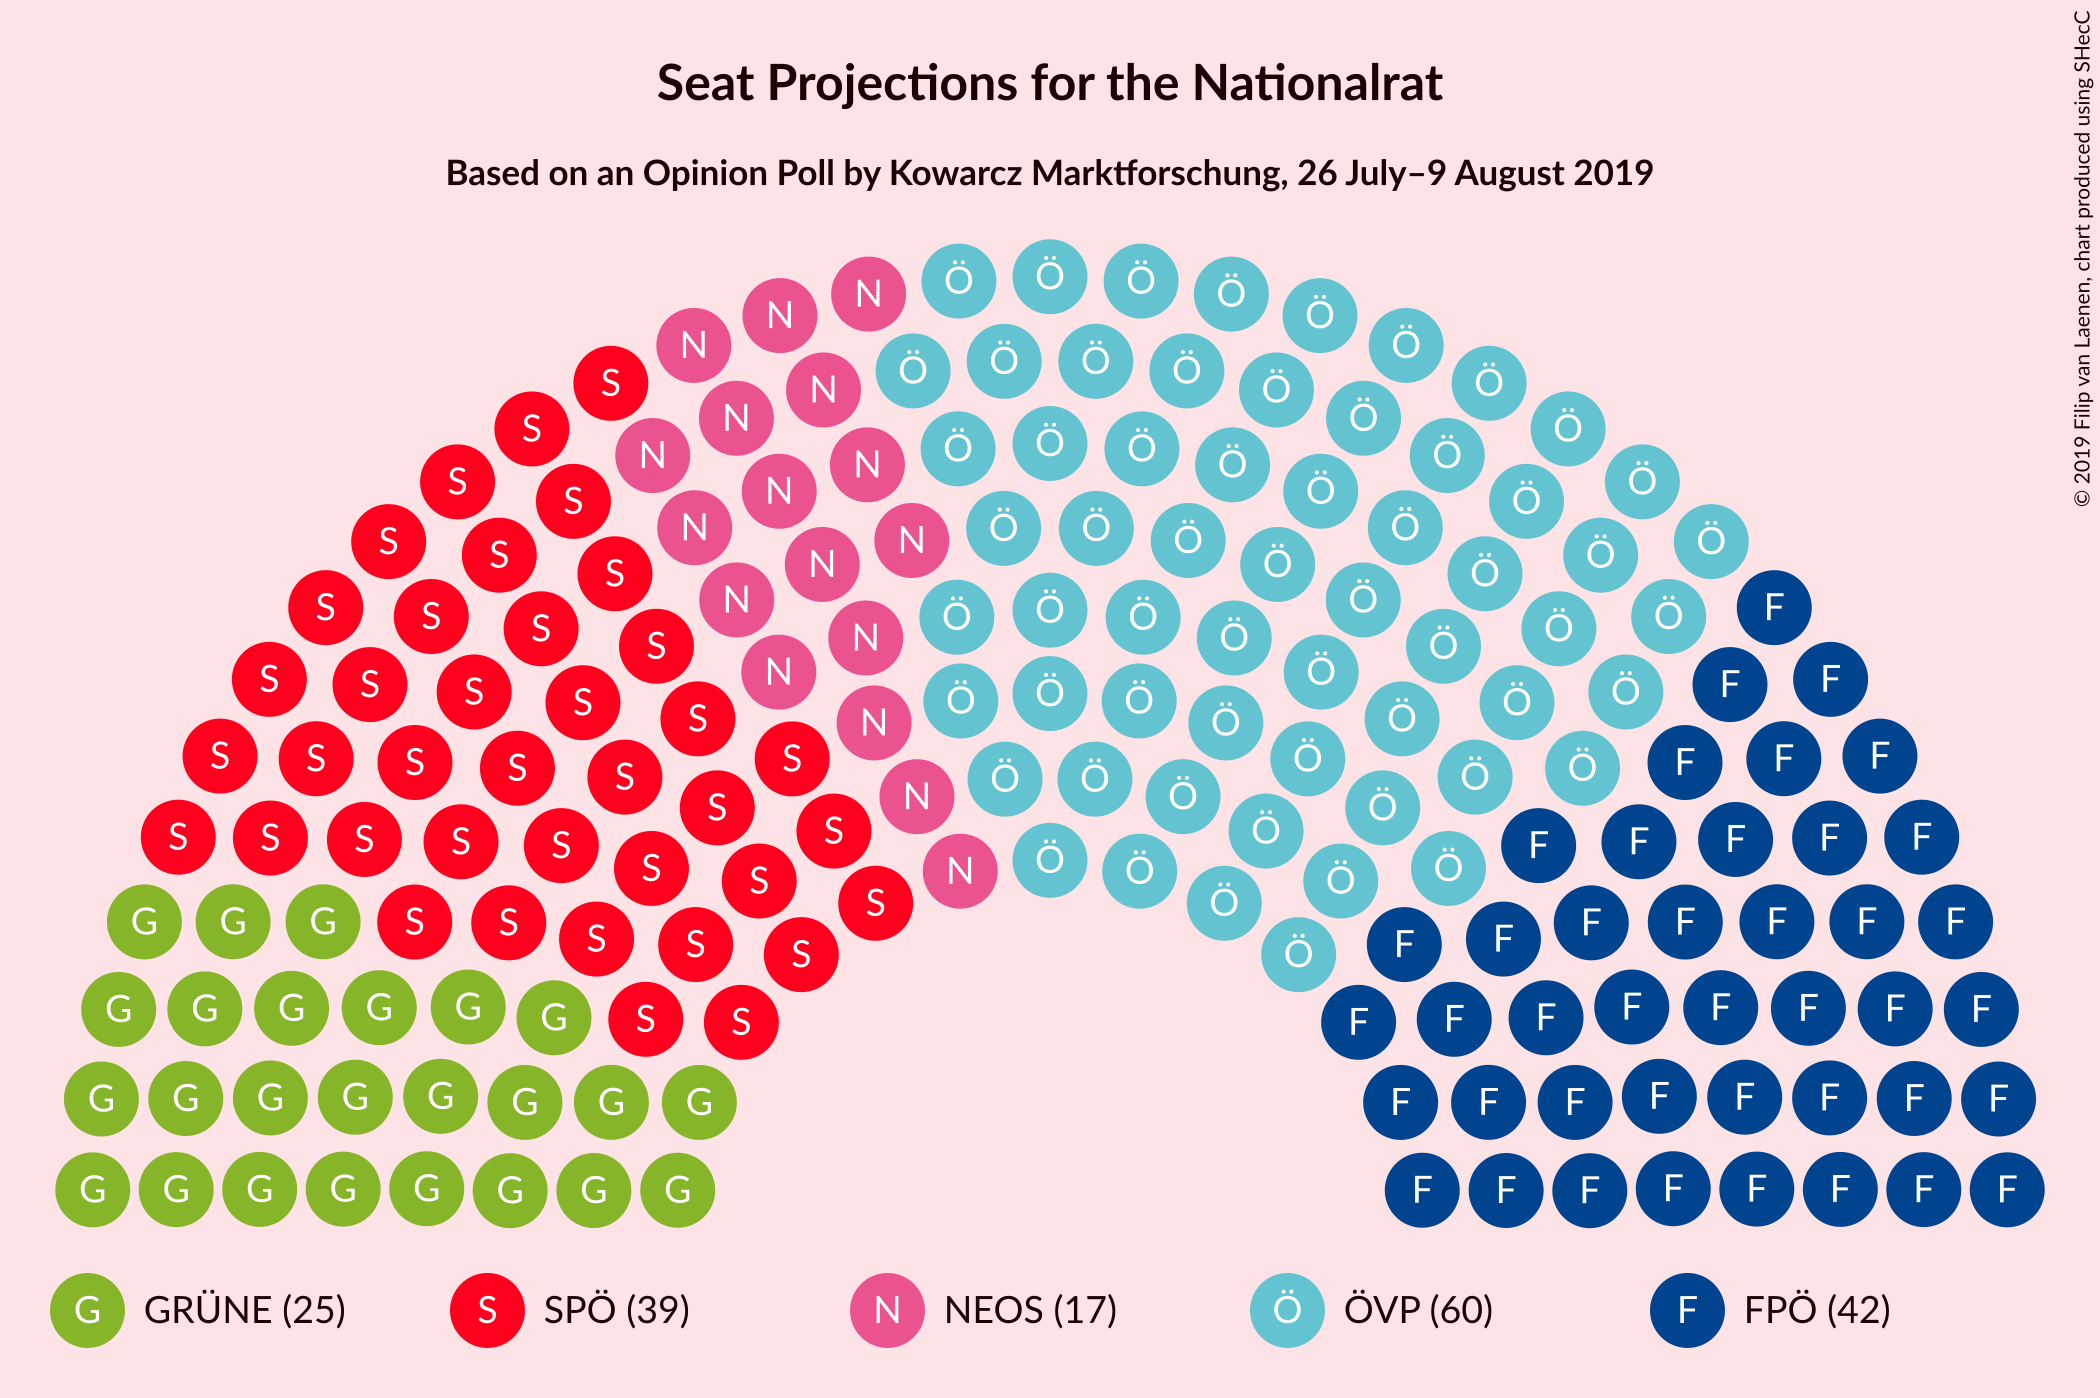 Seat Projections for the Nationalrat
Based on an Opinion Poll by Kowarcz Marktforschung, 26 July–9 August 2019
© 2019 Filip van Laenen, chart produced using SHecC
N Ö Ö Ö Ö
N N Ö Ö
S N Ö Ö Ö Ö Ö Ö Ö
S N N Ö Ö Ö
S S N N N Ö Ö Ö Ö Ö Ö Ö Ö
S S S N N N Ö Ö Ö Ö Ö Ö Ö Ö
S S S S N N Ö Ö Ö Ö Ö Ö Ö Ö F
S S S S S N N Ö Ö Ö Ö Ö Ö Ö Ö F F
S S S S S S S N Ö Ö Ö Ö Ö Ö Ö F F F
S S S S S S S S N Ö Ö Ö Ö Ö Ö F F F F F
G G G S S S S S S Ö Ö F F F F F F F
G G G G G G S S F F F F F F F F
G G G G G G G G F F F F F F F F
G G G G G G G G F F F F F F F F
G GRÜNE (25) S SPÖ (39) N NEOS (17) Ö ÖVP (60) F FPÖ (42)